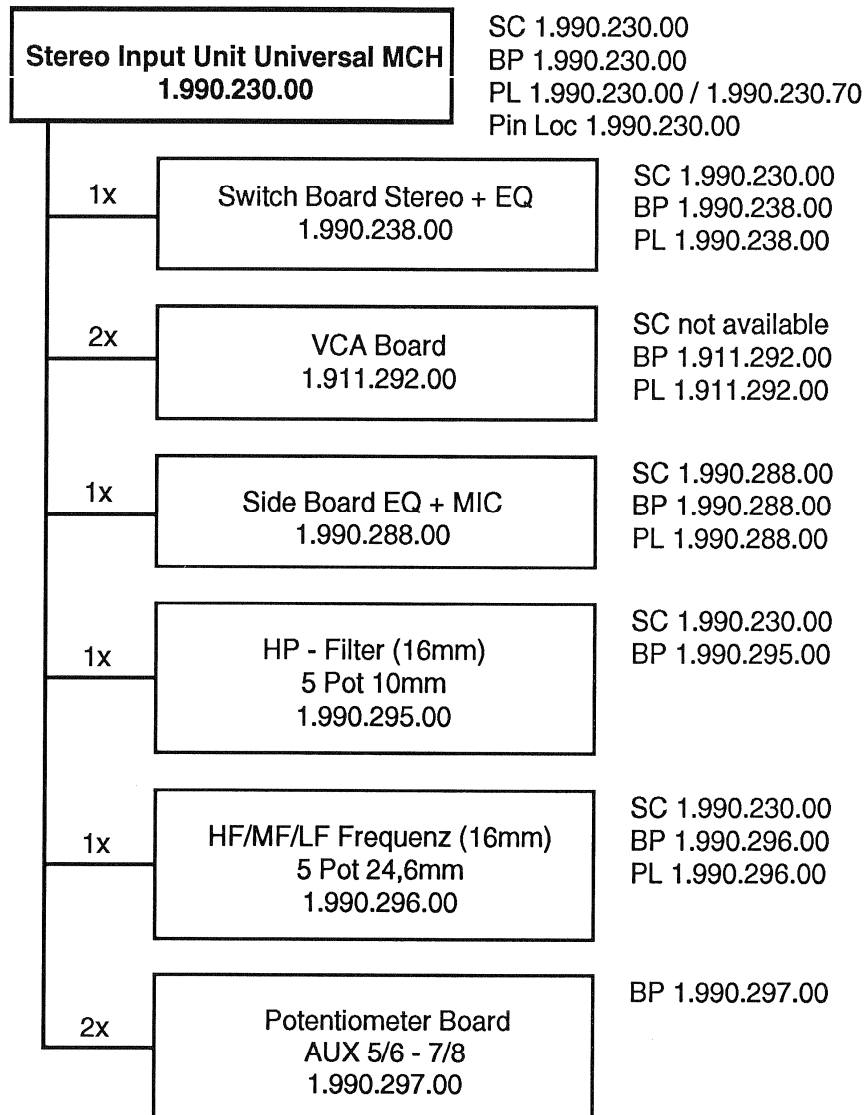 Stereo Input Unit Universal MCH
1.990.230.00
SC 1.990.230.00
BP 1.990.230.00
PL 1.990.230.00 / 1.990.230.70
Pin Loc 1.990.230.00
1x
Switch Board Stereo + EQ
1.990.238.00
SC 1.990.230.00
BP 1.990.238.00
PL 1.990.238.00
2x
VCA Board
1.911.292.00
SC not available
BP 1.911.292.00
PL 1.911.292.00
1x
Side Board EQ + MIC
1.990.288.00
SC 1.990.288.00
BP 1.990.288.00
PL 1.990.288.00
1x
HP - Filter (16mm)
5 Pot 10mm
1.990.295.00
SC 1.990.230.00
BP 1.990.295.00
1x
HF/MF/LF Frequenz (16mm)
5 Pot 24,6mm
1.990.296.00
SC 1.990.230.00
BP 1.990.296.00
PL 1.990.296.00
2x
Potentiometer Board
AUX 5/6 - 7/8
1.990.297.00
BP 1.990.297.00